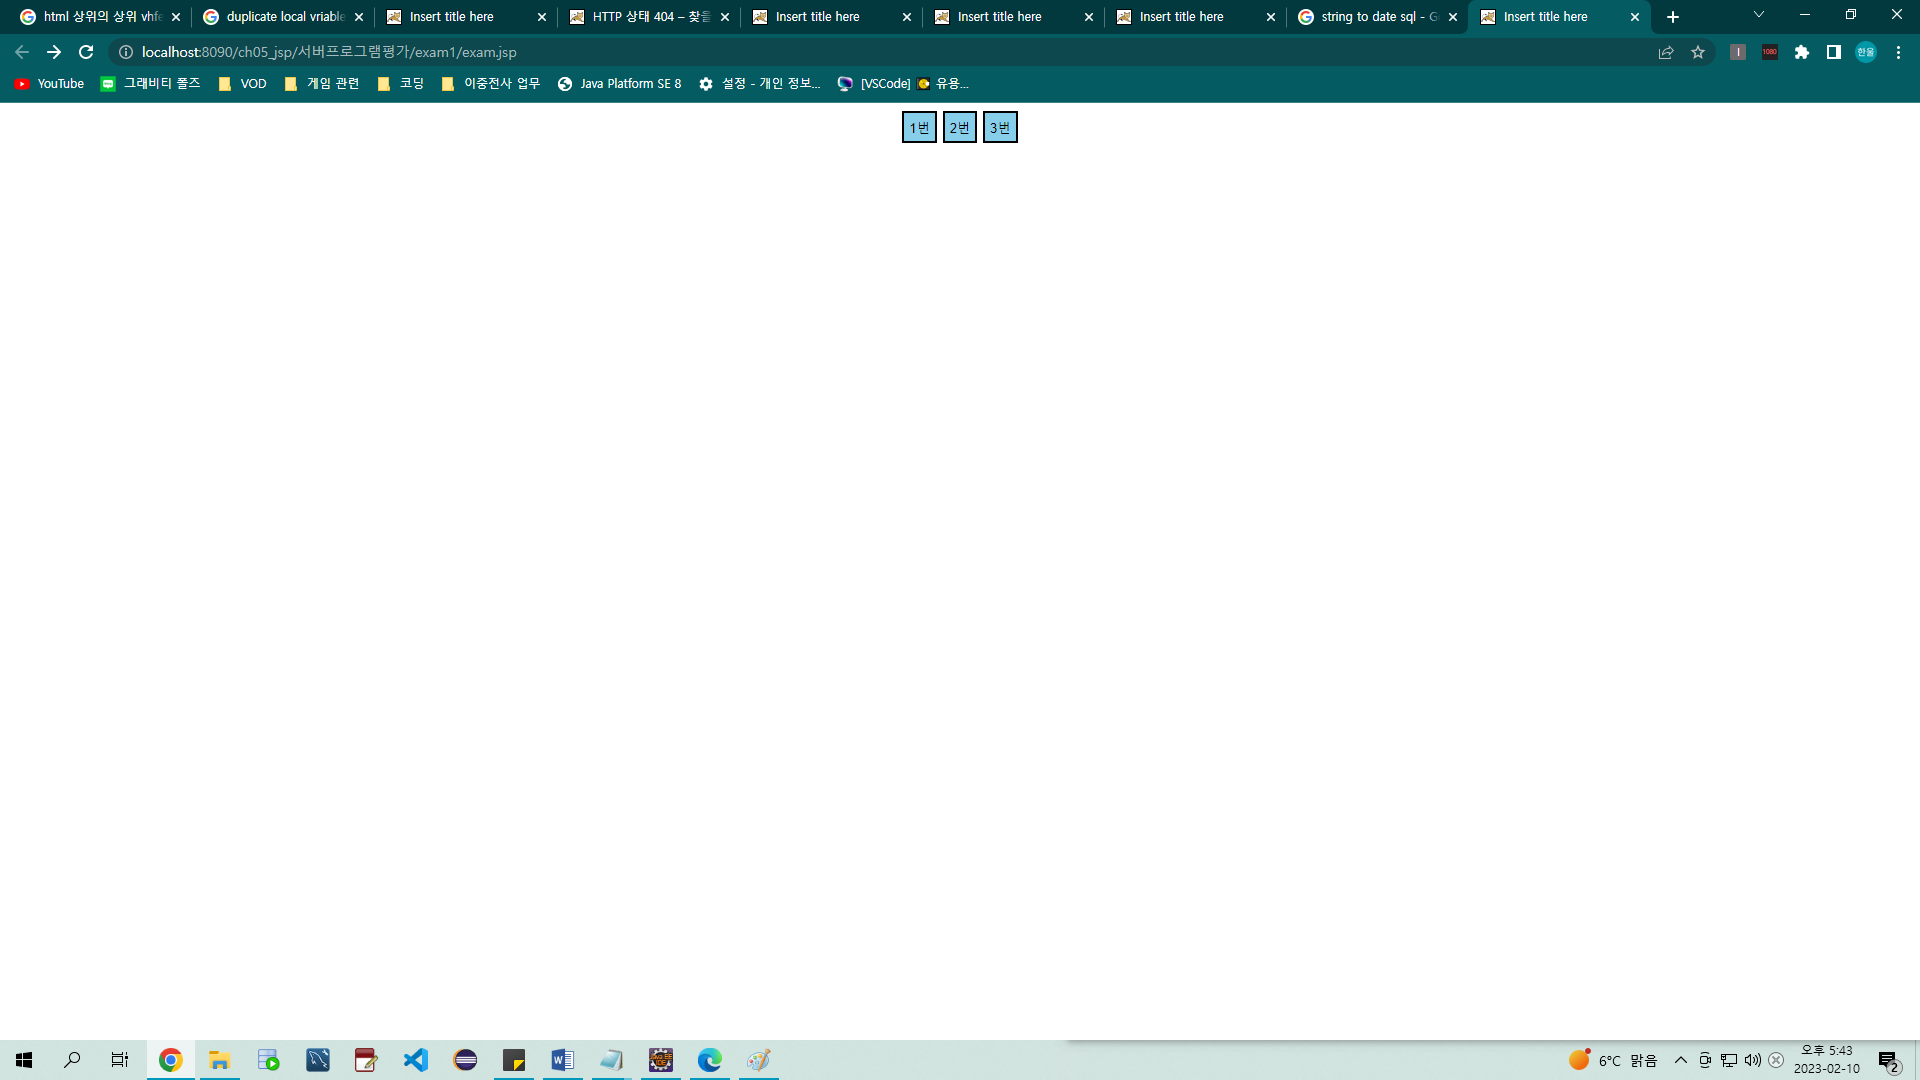 html 상위의 상위 vhfe
duplicate local vriable
Insert title here
HTTP 상태 404 – 찾을
Insert title here
Insert title here
Insert title here
string to date sql - G
Insert title here
localhost:8090/ch05_jsp/서버프로그램평가/exam1/exam.jsp
1080
한울
YouTube
그래비티 폴즈
VOD
게임 관련
코딩
이중전사 업무
Java Platform SE 8
설정 - 개인 정보...
[VSCode] 유용...
1번 2번 3번
6°C 맑음
오후 5:43
2023-02-10
2